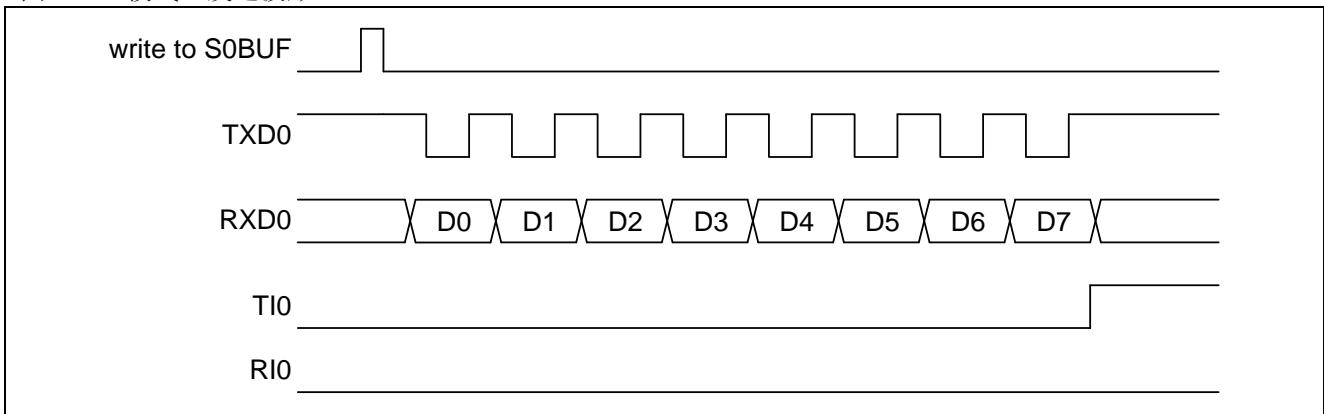 write to S0BUF
TXD0
RXD0 D0 D1 D2 D3 D4 D5 D6 D7
TI0
RI0